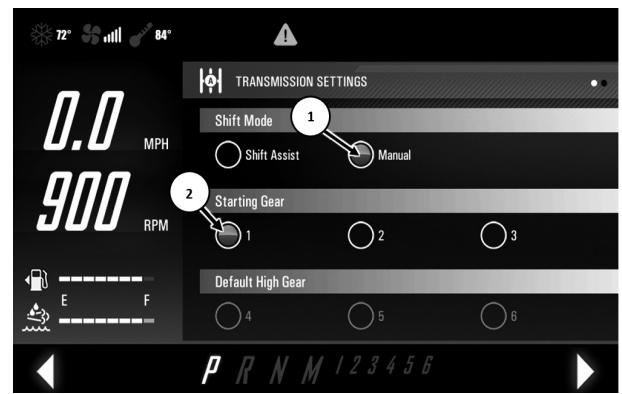 72° 84°
TRANSMISSION SETTINGS
Shift Mode
1
Shift Assist Manual
0.0 MPH
2
Starting Gear
900 RPM
1 2 3
Default High Gear
E F
4 5 6
P R N M 1 2 3 4 5 6